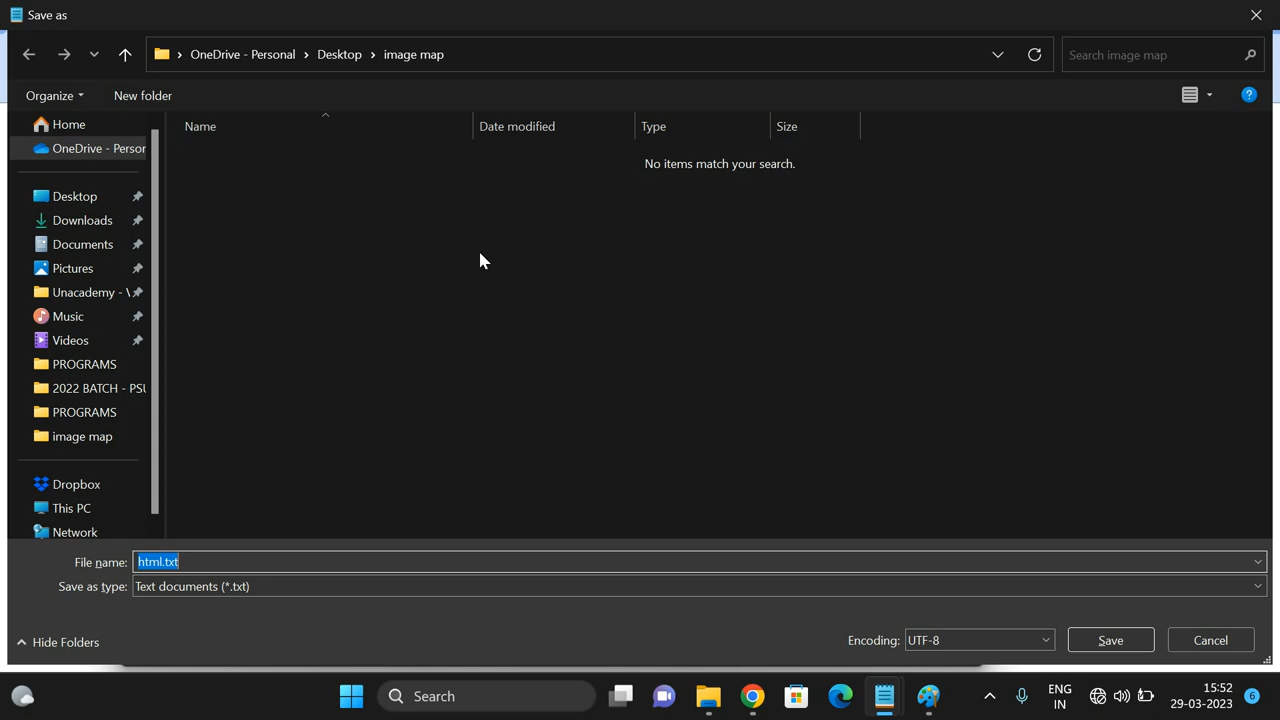 Save as
OneDrive - Personal
Desktop
image map
Search image map
Organize
New folder
Home
OneDrive - Person
Name
Date modified
Type
Size
No items match your search.
Desktop
Downloads
Documents
Pictures
Unacademy - \
Music
Videos
PROGRAMS
2022 BATCH - PSU
PROGRAMS
image map
Dropbox
This PC
Network
File name: html.txt
Save as type: Text documents (*.txt)
Hide Folders
Encoding: UTF-8
Save
Cancel
Search
ENG
IN
15:52
29-03-2023
6